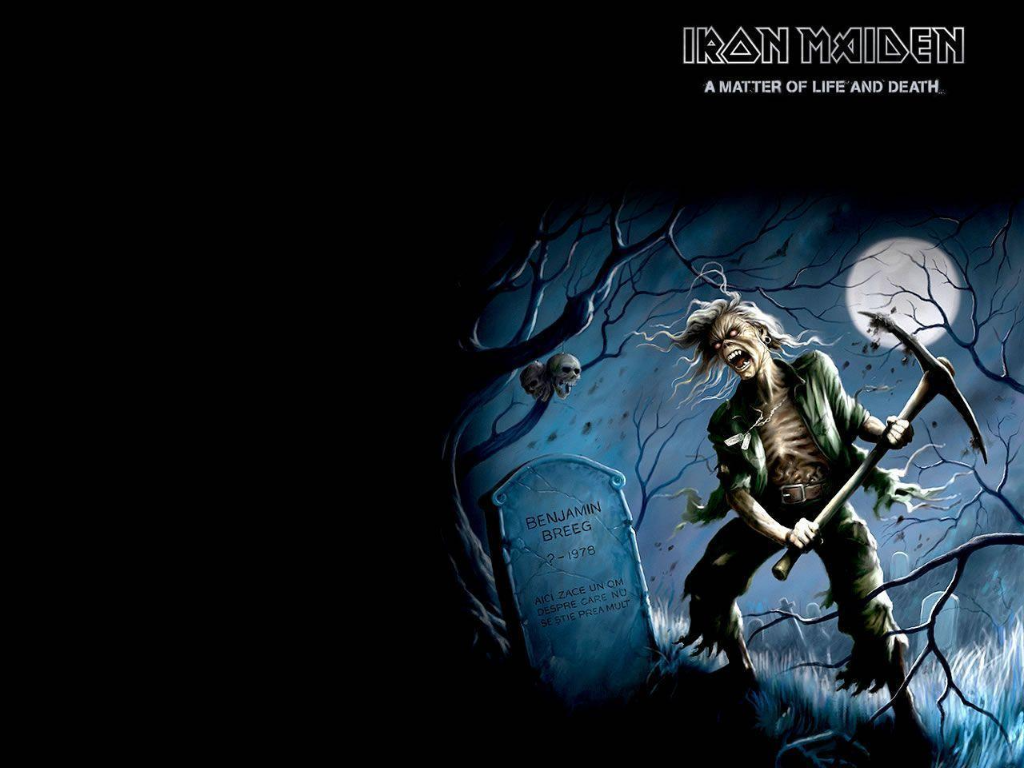 IRON MAIDEN
A MATTER OF LIFE AND DEATH
BENJAMIN
BREEG
?-1978
AICI ZACE UN OM
DESPRE CARE NU
SE STIE PREA MULT